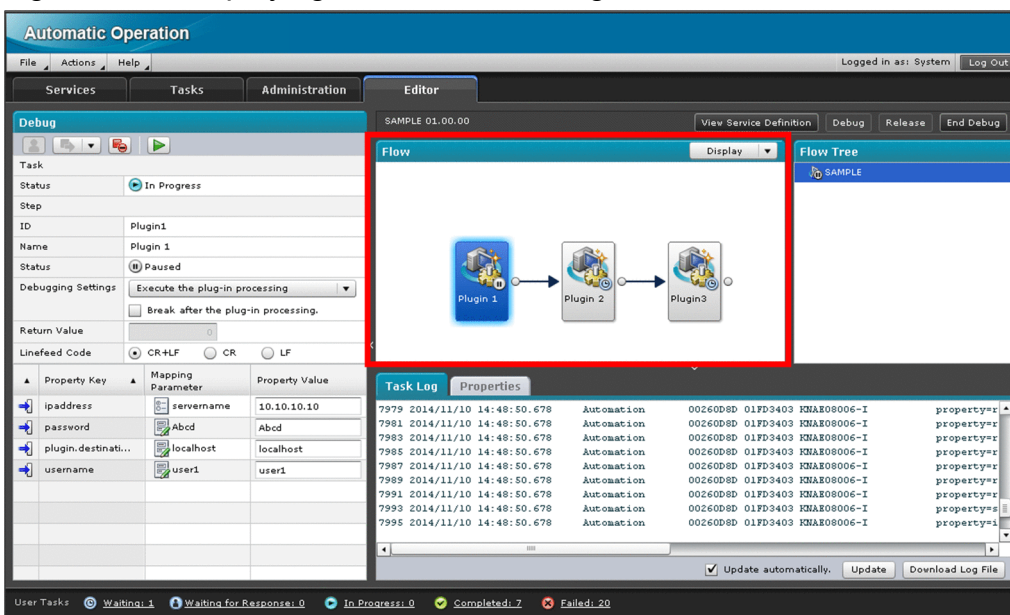 Automatic Operation
File Actions Help Logged in as: System Log Out
Services Tasks Administration Editor
Debug
SAMPLE 01.00.00 View Service Definition Debug Release End Debug
Flow Display Flow Tree
SAMPLE
Task
Status In Progress
Step
ID Plugin1
Name Plugin 1
Status Paused
Debugging Settings Execute the plug-in processing
Break after the plug-in processing.
Return Value 0
Linefeed Code CR+LF CR LF
Plugin 1 Plugin 2 Plugin3
Property Key Mapping Parameter Property Value
ipaddress servername 10.10.10.10
password Abcd Abcd
plugin.destinati... localhost localhost
username user1 user1
Task Log Properties
7979 2014/11/10 14:48:50.678 Automation 00260D8D 01FD3403 KNAE08006-I property=r
7981 2014/11/10 14:48:50.678 Automation 00260D8D 01FD3403 KNAE08006-I property=r
7983 2014/11/10 14:48:50.678 Automation 00260D8D 01FD3403 KNAE08006-I property=r
7985 2014/11/10 14:48:50.678 Automation 00260D8D 01FD3403 KNAE08006-I property=r
7987 2014/11/10 14:48:50.678 Automation 00260D8D 01FD3403 KNAE08006-I property=r
7989 2014/11/10 14:48:50.678 Automation 00260D8D 01FD3403 KNAE08006-I property=r
7991 2014/11/10 14:48:50.678 Automation 00260D8D 01FD3403 KNAE08006-I property=r
7993 2014/11/10 14:48:50.678 Automation 00260D8D 01FD3403 KNAE08006-I property=s
7995 2014/11/10 14:48:50.678 Automation 00260D8D 01FD3403 KNAE08006-I property=i
Update automatically. Update Download Log File
User Tasks Waiting: 1 Waiting for Response: 0 In Progress: 0 Completed: 7 Failed: 20